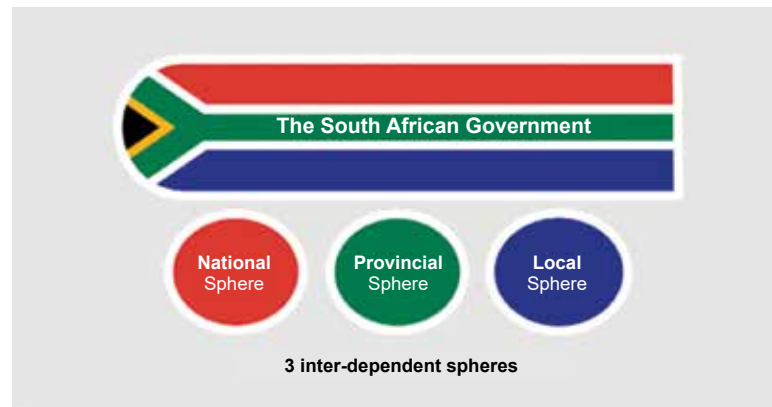 The South African Government
National
Sphere
Provincial
Sphere
Local
Sphere
3 inter-dependent spheres